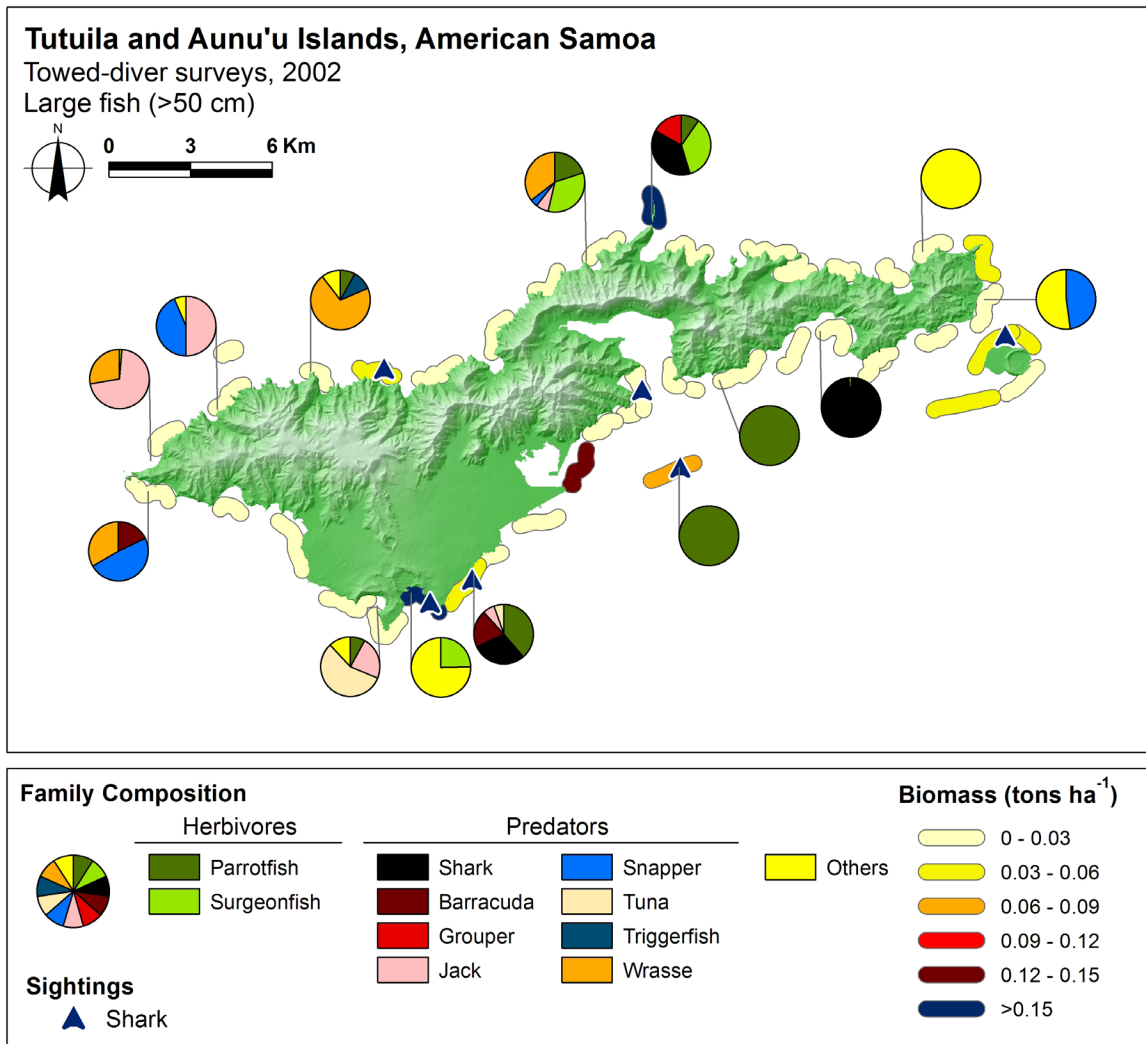 Tutuila and Aunu'u Islands, American Samoa
Towed-diver surveys, 2002
Large fish (>50 cm)
N
0 3 6 Km
Family Composition
Herbivores
Predators
Parrotfish
Surgeonfish
Shark
Barracuda
Grouper
Jack
Snapper
Tuna
Triggerfish
Wrasse
Others
Sightings
Shark
Biomass (tons ha⁻¹)
0 - 0.03
0.03 - 0.06
0.06 - 0.09
0.09 - 0.12
0.12 - 0.15
>0.15